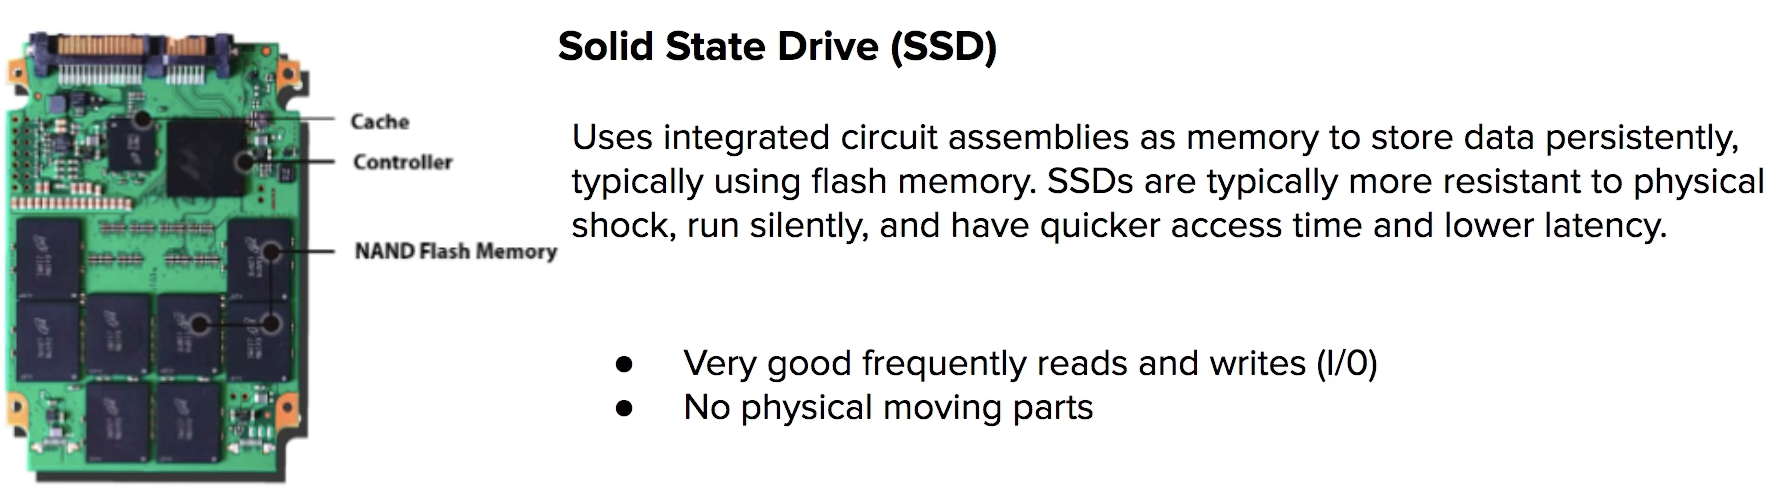 Solid State Drive (SSD)
Cache
Controller
NAND Flash Memory
Uses integrated circuit assemblies as memory to store data persistently,
typically using flash memory. SSDs are typically more resistant to physical
shock, run silently, and have quicker access time and lower latency.
● Very good frequently reads and writes (I/0)
● No physical moving parts